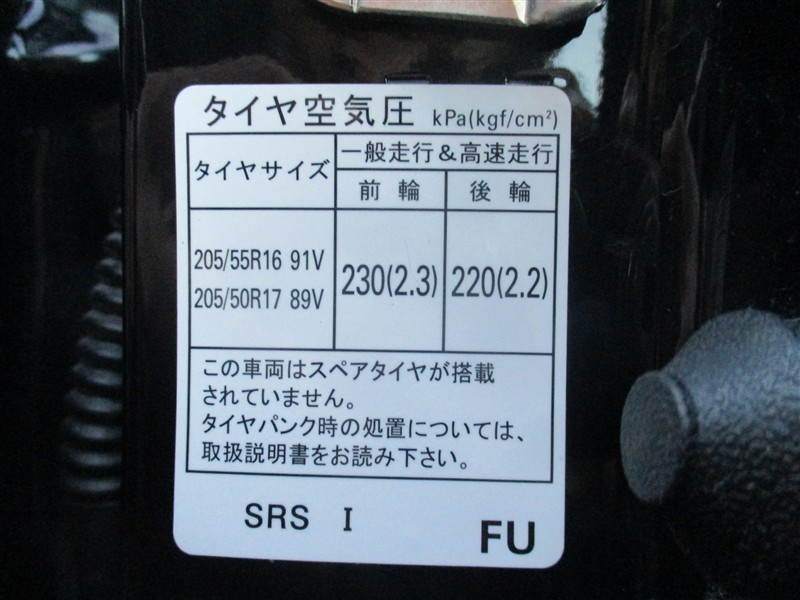 タイヤ空気圧 kPa(kgf/cm²)
タイヤサイズ
一般走行&高速走行
前輪 後輪
205/55R16 91V
205/50R17 89V
230(2.3) 220(2.2)
この車両はスペアタイヤが搭載
されていません。
タイヤパンク時の処置については、
取扱説明書をお読み下さい。
SRS I
FU